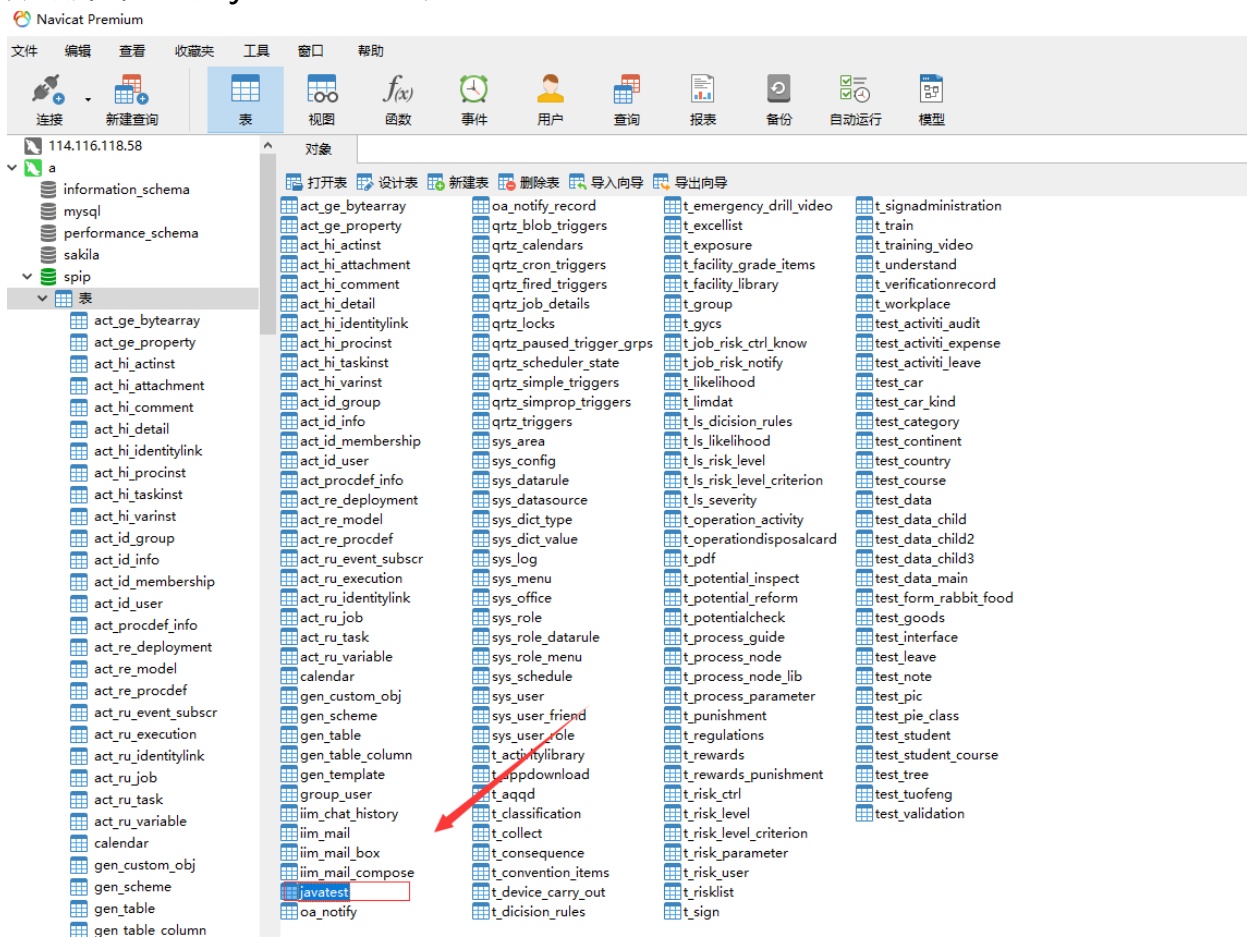 Navicat Premium
文件 编辑 查看 收藏夹 工具 窗口 帮助
f(x)
连接 新建查询 表 视图 函数 事件 用户 查询 报表 备份 自动运行 模型
114.116.118.58
a
information_schema
mysql
performance_schema
sakila
spip
表
act_ge_bytearray
act_ge_property
act_hi_actinst
act_hi_attachment
act_hi_comment
act_hi_detail
act_hi_identitylink
act_hi_procinst
act_hi_taskinst
act_hi_varinst
act_id_group
act_id_info
act_id_membership
act_id_user
act_procdef_info
act_re_deployment
act_re_model
act_re_procdef
act_ru_event_subscr
act_ru_execution
act_ru_identitylink
act_ru_job
act_ru_task
act_ru_variable
calendar
gen_custom_obj
gen_scheme
gen_table
gen_table_column
对象
打开表 设计表 新建表 删除表 导入向导 导出向导
act_ge_bytearray
act_ge_property
act_hi_actinst
act_hi_attachment
act_hi_comment
act_hi_detail
act_hi_identitylink
act_hi_procinst
act_hi_taskinst
act_hi_varinst
act_id_group
act_id_info
act_id_membership
act_id_user
act_procdef_info
act_re_deployment
act_re_model
act_re_procdef
act_ru_event_subscr
act_ru_execution
act_ru_identitylink
act_ru_job
act_ru_task
act_ru_variable
calendar
gen_custom_obj
gen_scheme
gen_table
gen_table_column
gen_template
group_user
iim_chat_history
iim_mail
iim_mail_box
iim_mail_compose
javatest
oa_notify
oa_notify_record
qrtz_blob_triggers
qrtz_calendars
qrtz_cron_triggers
qrtz_fired_triggers
qrtz_job_details
qrtz_locks
qrtz_paused_trigger_grps
qrtz_scheduler_state
qrtz_simple_triggers
qrtz_simprop_triggers
qrtz_triggers
sys_area
sys_config
sys_datarule
sys_datasource
sys_dict_type
sys_dict_value
sys_log
sys_menu
sys_office
sys_role
sys_role_datarule
sys_role_menu
sys_schedule
sys_user
sys_user_friend
sys_user_role
t_activitylibrary
t_appdownload
t_aqqd
t_classification
t_collect
t_consequence
t_convention_items
t_device_carry_out
t_dicision_rules
t_emergency_drill_video
t_excellist
t_exposure
t_facility_grade_items
t_facility_library
t_group
t_gycs
t_job_risk_ctrl_know
t_job_risk_notify
t_likelihood
t_limdat
t_ls_dicision_rules
t_ls_likelihood
t_ls_risk_level
t_ls_risk_level_criterion
t_ls_severity
t_operation_activity
t_operationdisposalcard
t_pdf
t_potential_inspect
t_potential_reform
t_potentialcheck
t_process_guide
t_process_node
t_process_node_lib
t_process_parameter
t_punishment
t_regulations
t_rewards
t_rewards_punishment
t_risk_ctrl
t_risk_level
t_risk_level_criterion
t_risk_parameter
t_risk_user
t_risklist
t_sign
t_signadministration
t_train
t_training_video
t_understand
t_verificationrecord
t_workplace
test_activiti_audit
test_activiti_expense
test_activiti_leave
test_car
test_car_kind
test_category
test_continent
test_country
test_course
test_data
test_data_child
test_data_child2
test_data_child3
test_data_main
test_form_rabbit_food
test_goods
test_interface
test_leave
test_note
test_pic
test_pie_class
test_student
test_student_course
test_tree
test_tuofeng
test_validation